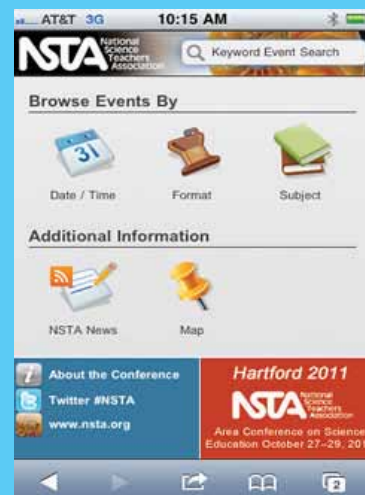 AT&T 3G 10:15 AM
NSTA National
Science
Teachers
Association
Keyword Event Search
Browse Events By
31
Date / Time Format Subject
Additional Information
NSTA News Map
i About the Conference
Twitter #NSTA
www.nsta.org
Hartford 2011
NSTA National
Science
Teachers
Association
Area Conference on Science
Education October 27–29, 201
2